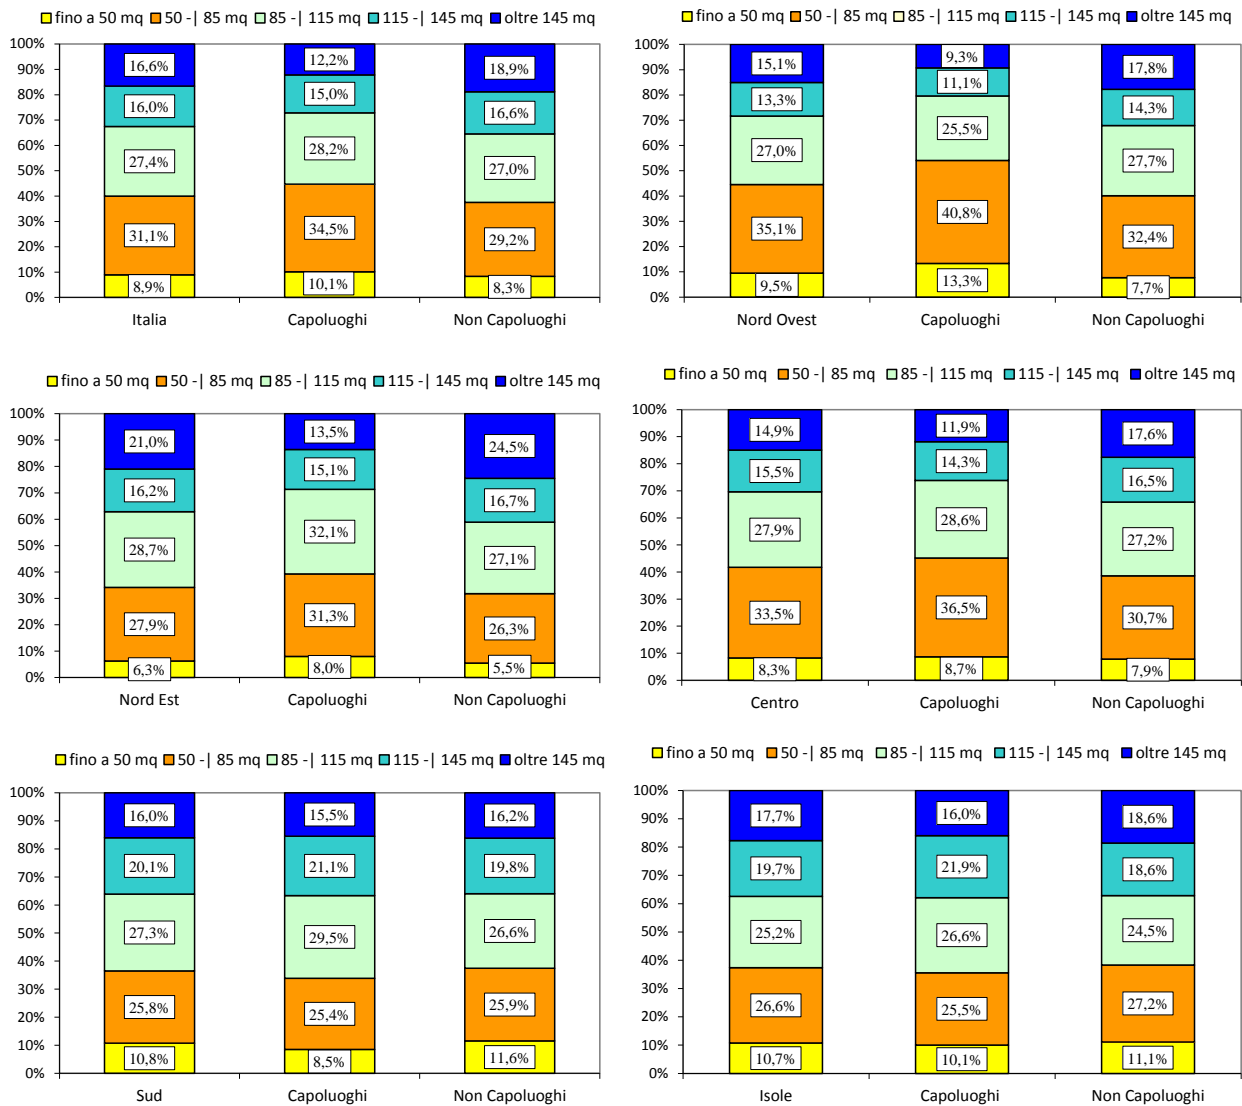 fino a 50 mq 50 -| 85 mq 85 -| 115 mq 115 -| 145 mq oltre 145 mq
100%
90%
80%
70%
60%
50%
40%
30%
20%
10%
0%
16,6% 12,2% 18,9%
16,0% 15,0% 16,6%
27,4% 28,2% 27,0%
31,1% 34,5% 29,2%
8,9% 10,1% 8,3%
Italia Capoluoghi Non Capoluoghi
fino a 50 mq 50 -| 85 mq 85 -| 115 mq 115 -| 145 mq oltre 145 mq
100%
90%
80%
70%
60%
50%
40%
30%
20%
10%
0%
15,1% 9,3% 17,8%
13,3% 11,1% 14,3%
27,0% 25,5% 27,7%
35,1% 40,8% 32,4%
9,5% 13,3% 7,7%
Nord Ovest Capoluoghi Non Capoluoghi
fino a 50 mq 50 -| 85 mq 85 -| 115 mq 115 -| 145 mq oltre 145 mq
100%
90%
80%
70%
60%
50%
40%
30%
20%
10%
0%
21,0% 13,5% 24,5%
16,2% 15,1% 16,7%
28,7% 32,1% 27,1%
27,9% 31,3% 26,3%
6,3% 8,0% 5,5%
Nord Est Capoluoghi Non Capoluoghi
fino a 50 mq 50 -| 85 mq 85 -| 115 mq 115 -| 145 mq oltre 145 mq
100%
90%
80%
70%
60%
50%
40%
30%
20%
10%
0%
14,9% 11,9% 17,6%
15,5% 14,3% 16,5%
27,9% 28,6% 27,2%
33,5% 36,5% 30,7%
8,3% 8,7% 7,9%
Centro Capoluoghi Non Capoluoghi
fino a 50 mq 50 -| 85 mq 85 -| 115 mq 115 -| 145 mq oltre 145 mq
100%
90%
80%
70%
60%
50%
40%
30%
20%
10%
0%
16,0% 15,5% 16,2%
20,1% 21,1% 19,8%
27,3% 29,5% 26,6%
25,8% 25,4% 25,9%
10,8% 8,5% 11,6%
Sud Capoluoghi Non Capoluoghi
fino a 50 mq 50 -| 85 mq 85 -| 115 mq 115 -| 145 mq oltre 145 mq
100%
90%
80%
70%
60%
50%
40%
30%
20%
10%
0%
17,7% 16,0% 18,6%
19,7% 21,9% 18,6%
25,2% 26,6% 24,5%
26,6% 25,5% 27,2%
10,7% 10,1% 11,1%
Isole Capoluoghi Non Capoluoghi